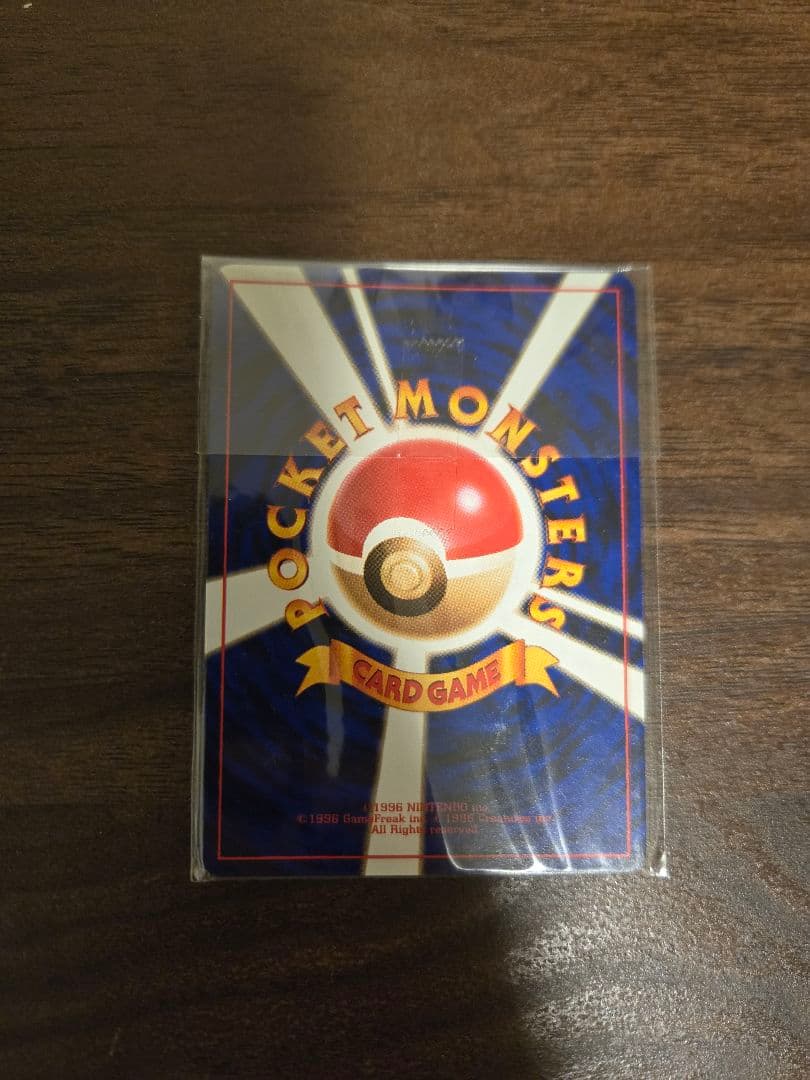 POCKET MONSTERS
CARD GAME
©1996 NINTENDO inc.
©1996 GameFreak inc. ©1996 Creatures inc.
All Rights reserved